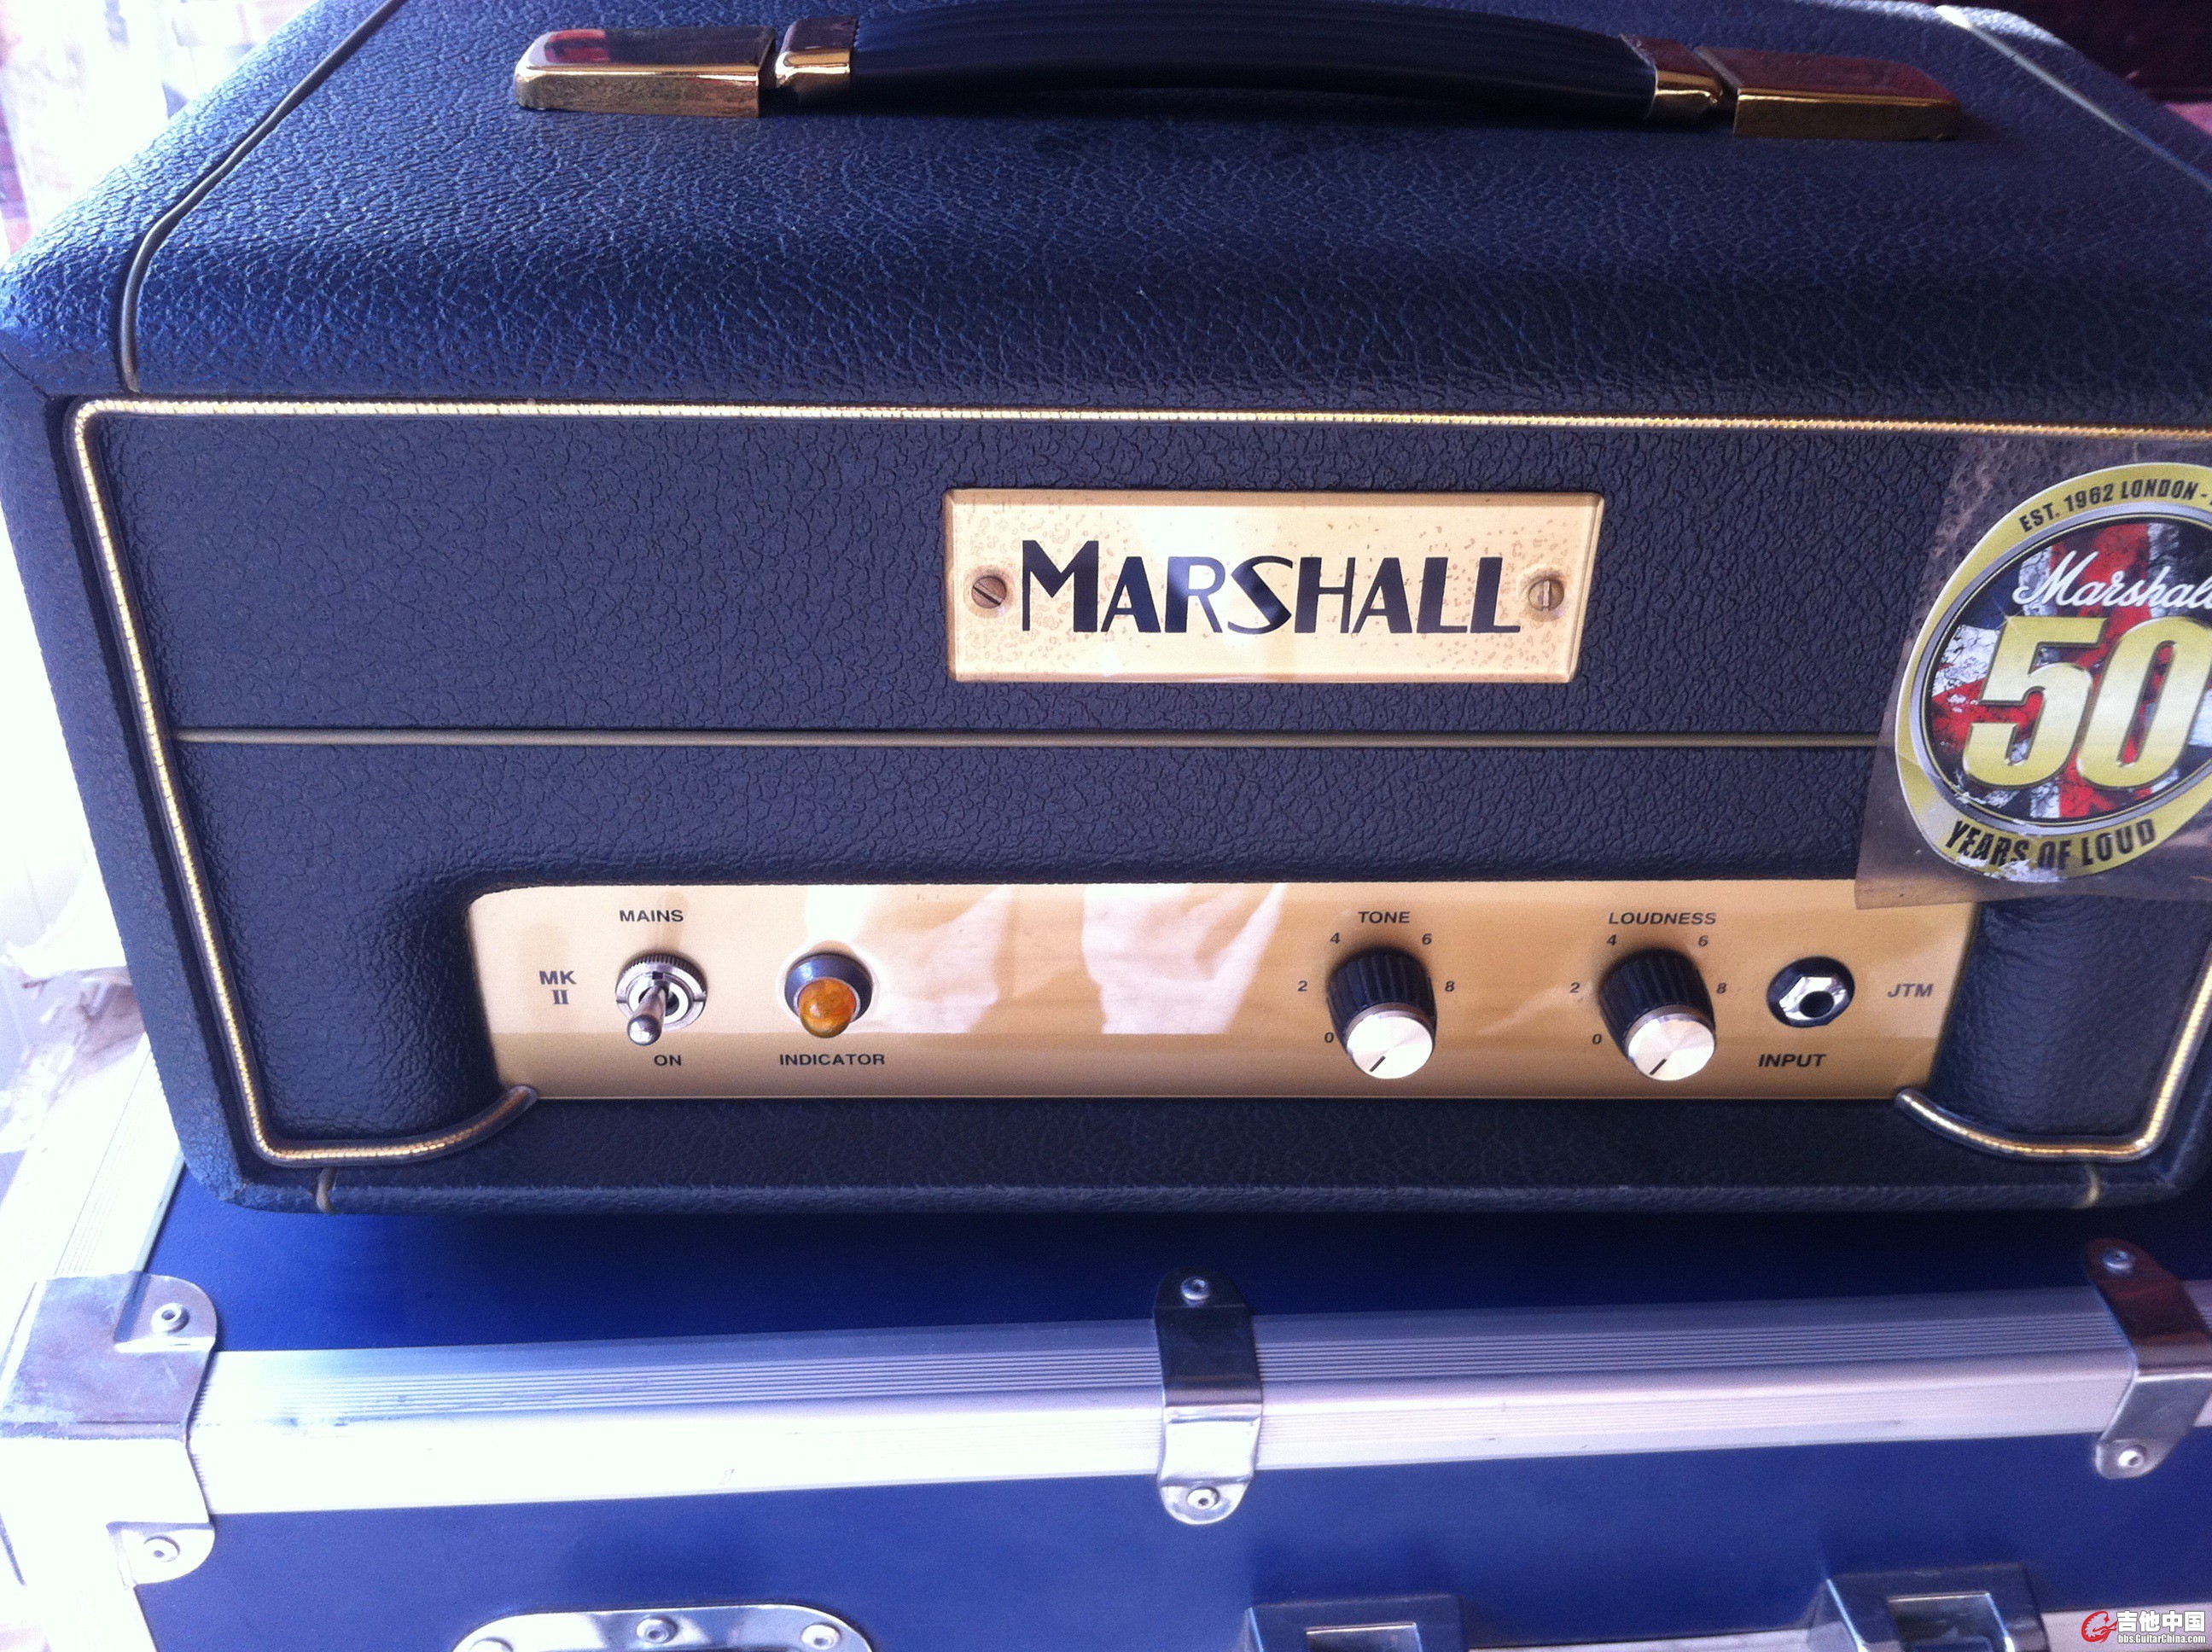 MARSHALL
EST. 1962 LONDON -
Marshall
50
YEARS OF LOUD
MAINS
MK
II
ON
INDICATOR
TONE
0 2 4 6 8
LOUDNESS
0 2 4 6 8
INPUT
JTM
吉他中国
bbs.GuitarChina.com